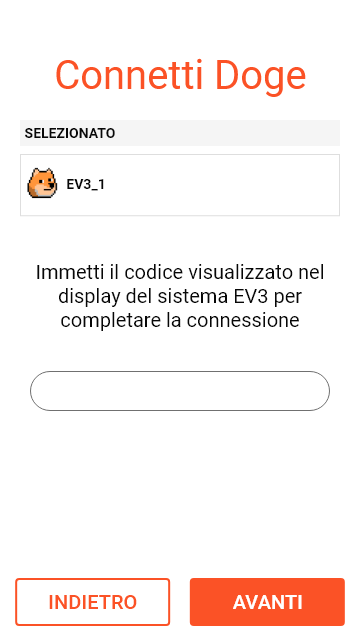 Connetti Doge
SELEZIONATO
EV3_1
Immetti il codice visualizzato nel
display del sistema EV3 per
completare la connessione
INDIETRO
AVANTI